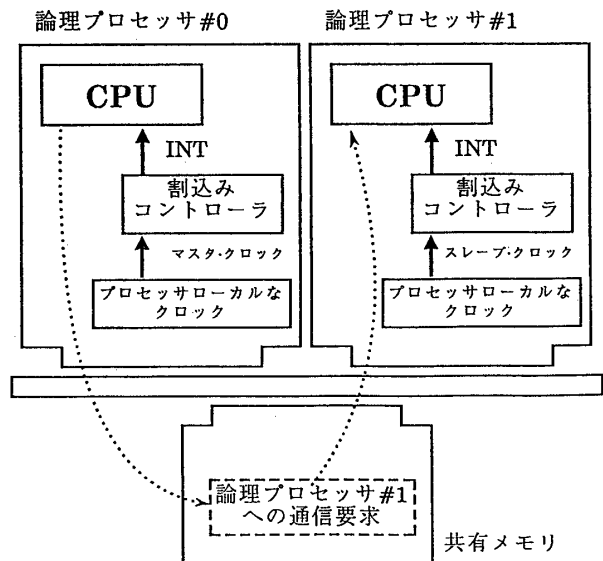 論理プロセッサ#0
論理プロセッサ#1
CPU
CPU
INT
INT
割込み
コントローラ
割込み
コントローラ
マスタ・クロック
スレーブ・クロック
プロセッサローカルな
クロック
プロセッサローカルな
クロック
論理プロセッサ#1
への通信要求
共有メモリ